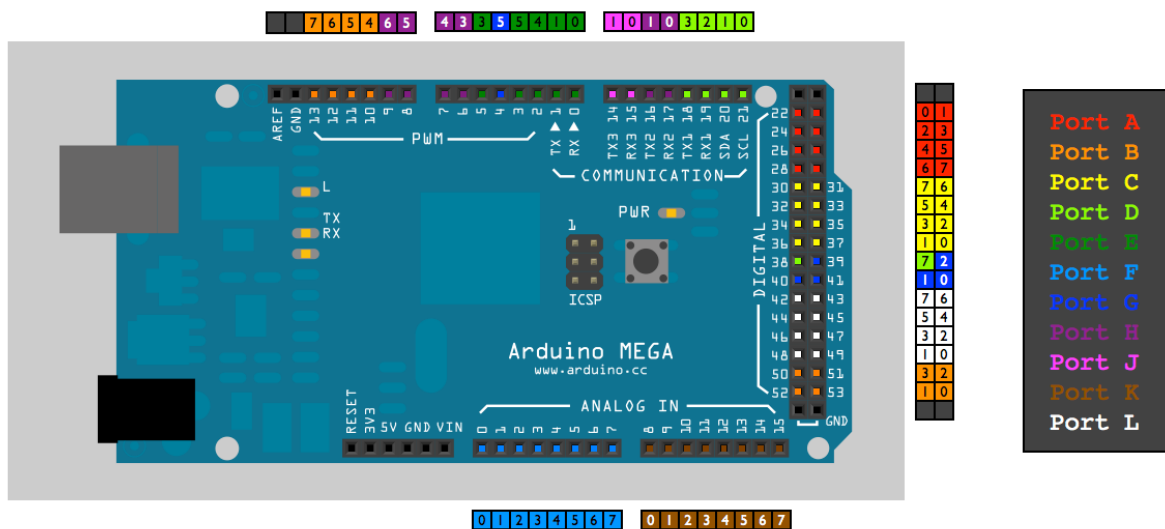 7 6 5 4 6 5
4 3 3 5 5 4 1 0
1 0 1 0 3 2 1 0
AREF GND 13 12 11 10 9 8
7 6 5 4 3 2 TX ▶ 1 RX ▶ 0
TX3 14 RX3 15 TX2 16 RX2 17 TX1 18 RX1 19 SDA 20 SCL 21
PWM
COMMUNICATION
L
TX
RX
PWR
1
ICSP
DIGITAL
22
24
26
28
30 31
32 33
34 35
36 37
38 39
40 41
42 43
44 45
46 47
48 49
50 51
52 53
GND
0 1
2 3
4 5
6 7
7 6
5 4
3 2
1 0
7 2
1 0
7 6
5 4
3 2
1 0
3 2
1 0
Port A
Port B
Port C
Port D
Port E
Port F
Port G
Port H
Port J
Port K
Port L
Arduino MEGA
www.arduino.cc
ANALOG IN
RESET 3V3 5V GND VIN
0 1 2 3 4 5 6 7
8 9 10 11 12 13 14 15
0 1 2 3 4 5 6 7
0 1 2 3 4 5 6 7